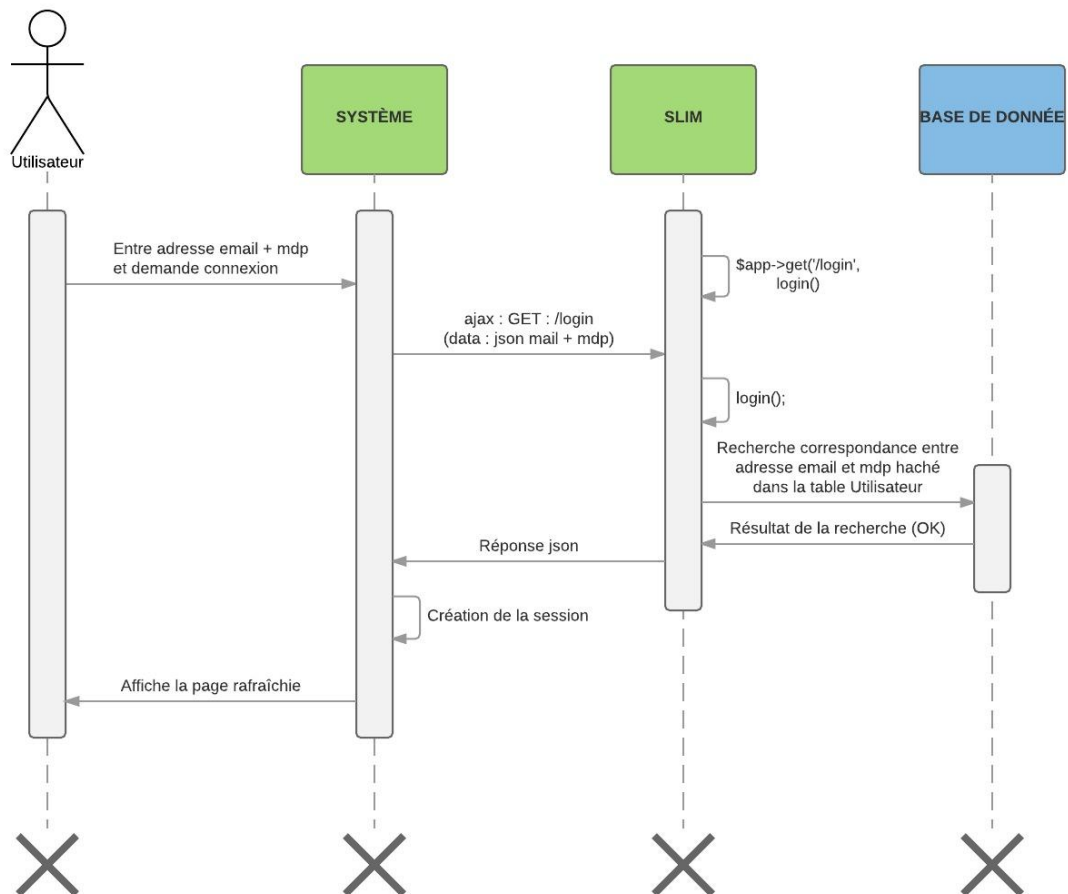 SYSTÈME
SLIM
BASE DE DONNÉE
Utilisateur
Entre adresse email + mdp
et demande connexion
$app->get('/login',
login()
ajax : GET : /login
(data : json mail + mdp)
login();
Recherche correspondance entre
adresse email et mdp haché
dans la table Utilisateur
Résultat de la recherche (OK)
Réponse json
Création de la session
Affiche la page rafraîchie